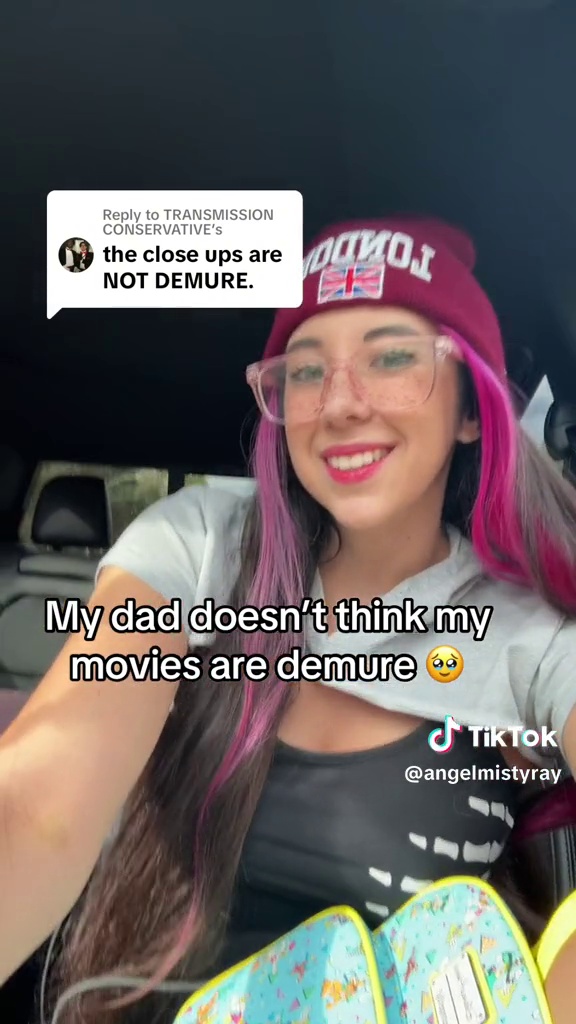 Reply to TRANSMISSION
CONSERVATIVE's
the close ups are
NOT DEMURE.
LONDON
My dad doesn't think my
movies are demure 🥹
TikTok
@angelmistyray